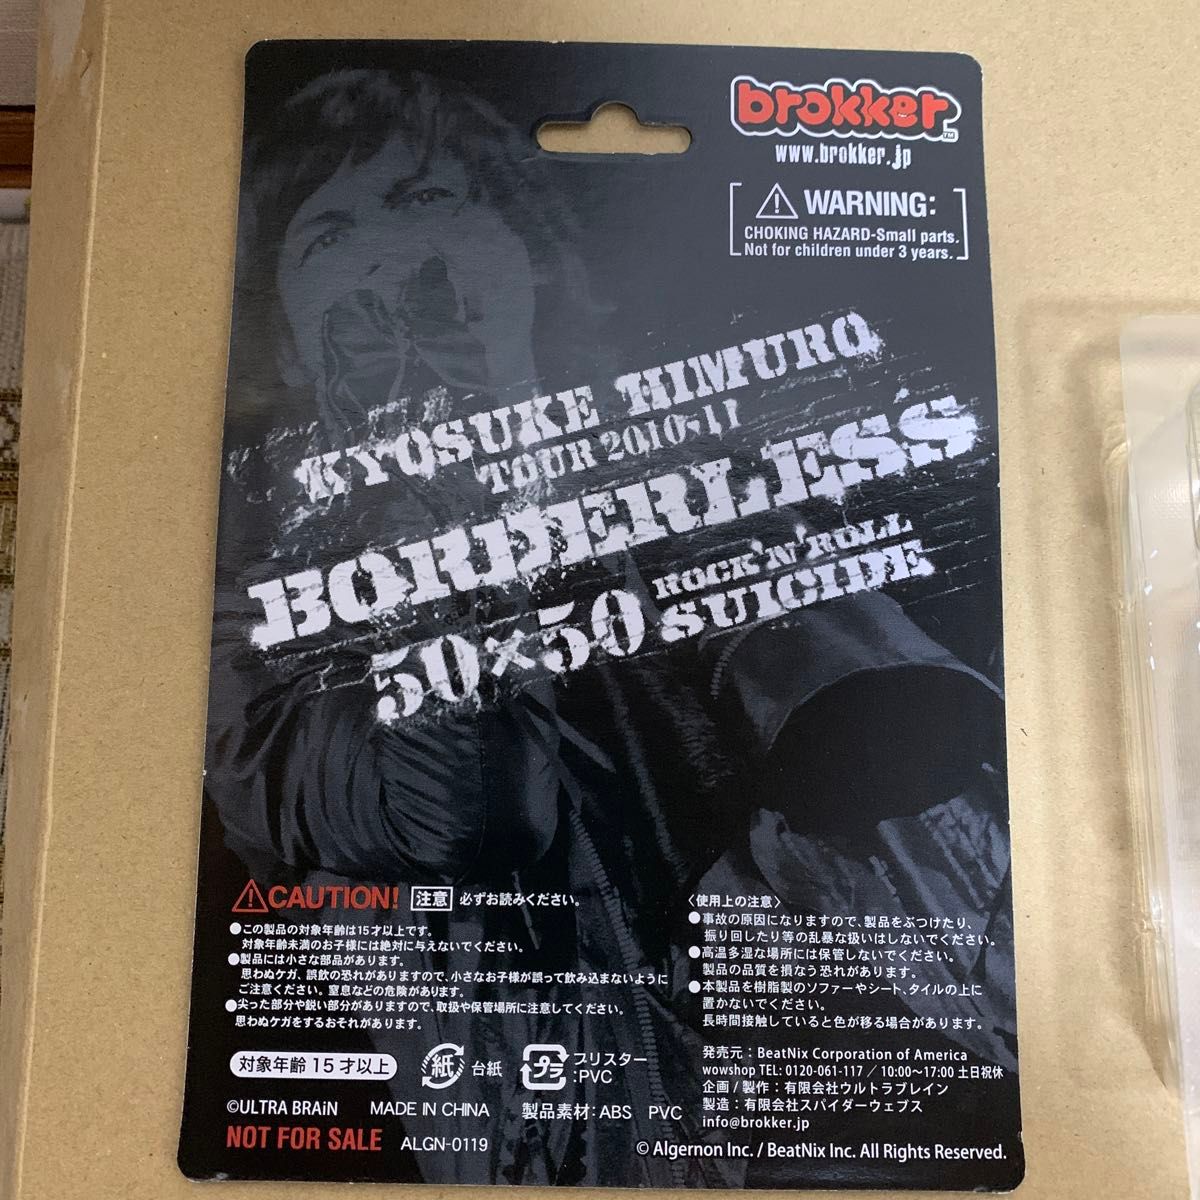 brokker™
www.brokker.jp
⚠ WARNING:
CHOKING HAZARD-Small parts.
Not for children under 3 years.
KYOSUKE HIMURO
TOUR 2010-11
BORDERLESS
50×50 ROCK'N'ROLL SUICIDE
⚠CAUTION! 注意 必ずお読みください。
●この製品の対象年齢は15才以上です。
対象年齢未満のお子様には絶対に与えないでください。
●製品には小さな部品があります。
思わぬケガ、誤飲の恐れがありますので、小さなお子様が誤って飲み込まないように
ご注意ください。窒息などの危険があります。
●尖った部分や鋭い部分がありますので、取扱や保管場所に注意してください。
思わぬケガをするおそれがあります。
〈使用上の注意〉
●事故の原因になりますので、製品をぶつけたり、
振り回したり等の乱暴な扱いはしないでください。
●高温多湿な場所には保管しないでください。
製品の品質を損なう恐れがあります。
●本製品を樹脂製のソファーやシート、タイルの上に
置かないでください。
長時間接触していると色が移る場合があります。
対象年齢15才以上
紙 台紙
プラ ブリスター
:PVC
©ULTRA BRAiN MADE IN CHINA 製品素材:ABS PVC
NOT FOR SALE ALGN-0119
発売元:BeatNix Corporation of America
wowshop TEL: 0120-061-117 / 10:00〜17:00 土日祝休
企画/製作:有限会社ウルトラブレイン
製造:有限会社スパイダーウェブス
info@brokker.jp
© Algernon Inc. / BeatNix Inc. All Rights Reserved.